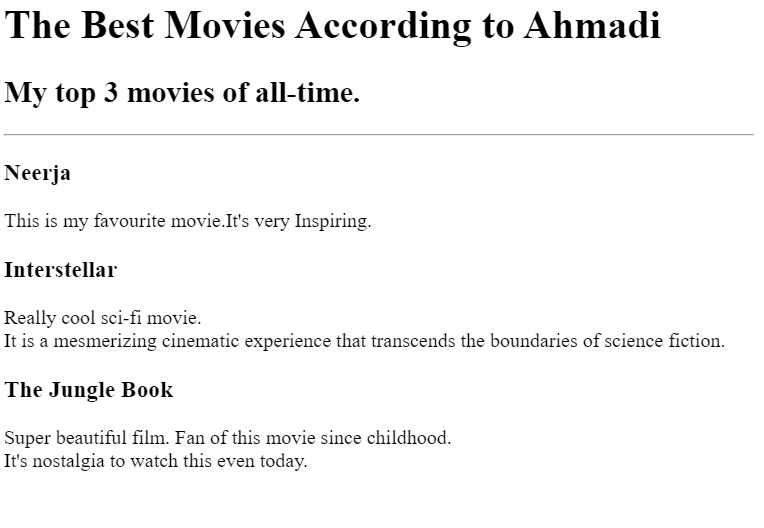 The Best Movies According to Ahmadi
My top 3 movies of all-time.
Neerja
This is my favourite movie.It's very Inspiring.
Interstellar
Really cool sci-fi movie.
It is a mesmerizing cinematic experience that transcends the boundaries of science fiction.
The Jungle Book
Super beautiful film. Fan of this movie since childhood.
It's nostalgia to watch this even today.